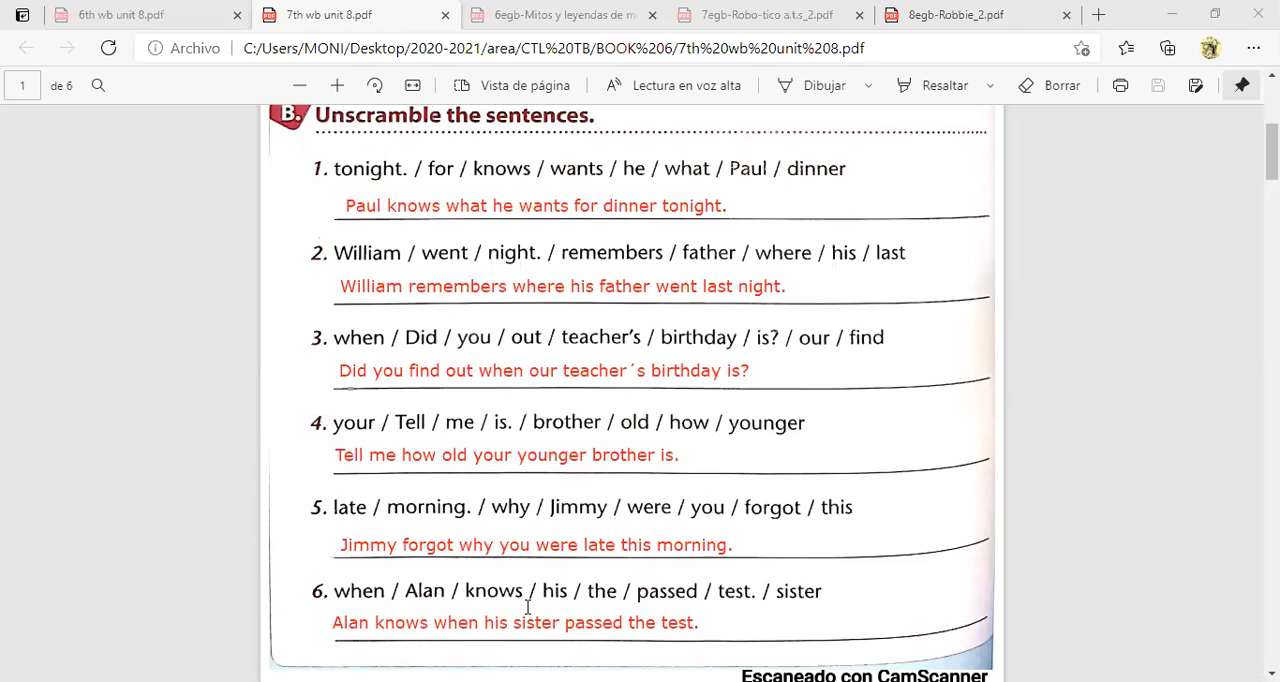 6th wb unit 8.pdf
7th wb unit 8.pdf
6egb-Mitos y leyendas de m
7egb-Robo-tico a.t.s_2.pdf
8egb-Robbie_2.pdf
Archivo
C:/Users/MONI/Desktop/2020-2021/area/CTL%20TB/BOOK%206/7th%20wb%20unit%208.pdf
1 de 6
Vista de página
Lectura en voz alta
Dibujar
Resaltar
Borrar
B. Unscramble the sentences.
1. tonight. / for / knows / wants / he / what / Paul / dinner
Paul knows what he wants for dinner tonight.
2. William / went / night. / remembers / father / where / his / last
William remembers where his father went last night.
3. when / Did / you / out / teacher's / birthday / is? / our / find
Did you find out when our teacher´s birthday is?
4. your / Tell / me / is. / brother / old / how / younger
Tell me how old your younger brother is.
5. late / morning. / why / Jimmy / were / you / forgot / this
Jimmy forgot why you were late this morning.
6. when / Alan / knows / his / the / passed / test. / sister
Alan knows when his sister passed the test.
Escaneado con CamScanner